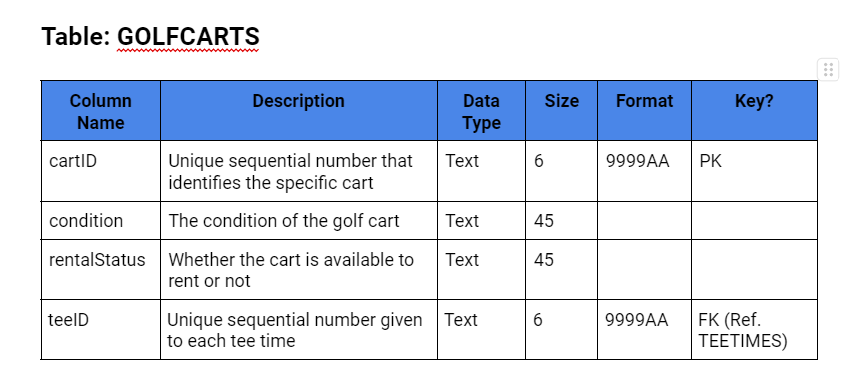 Table: GOLFCARTS
Column Name Description Data Type Size Format Key?
cartID Unique sequential number that identifies the specific cart Text 6 9999AA PK
condition The condition of the golf cart Text 45
rentalStatus Whether the cart is available to rent or not Text 45
teeID Unique sequential number given to each tee time Text 6 9999AA FK (Ref. TEETIMES)